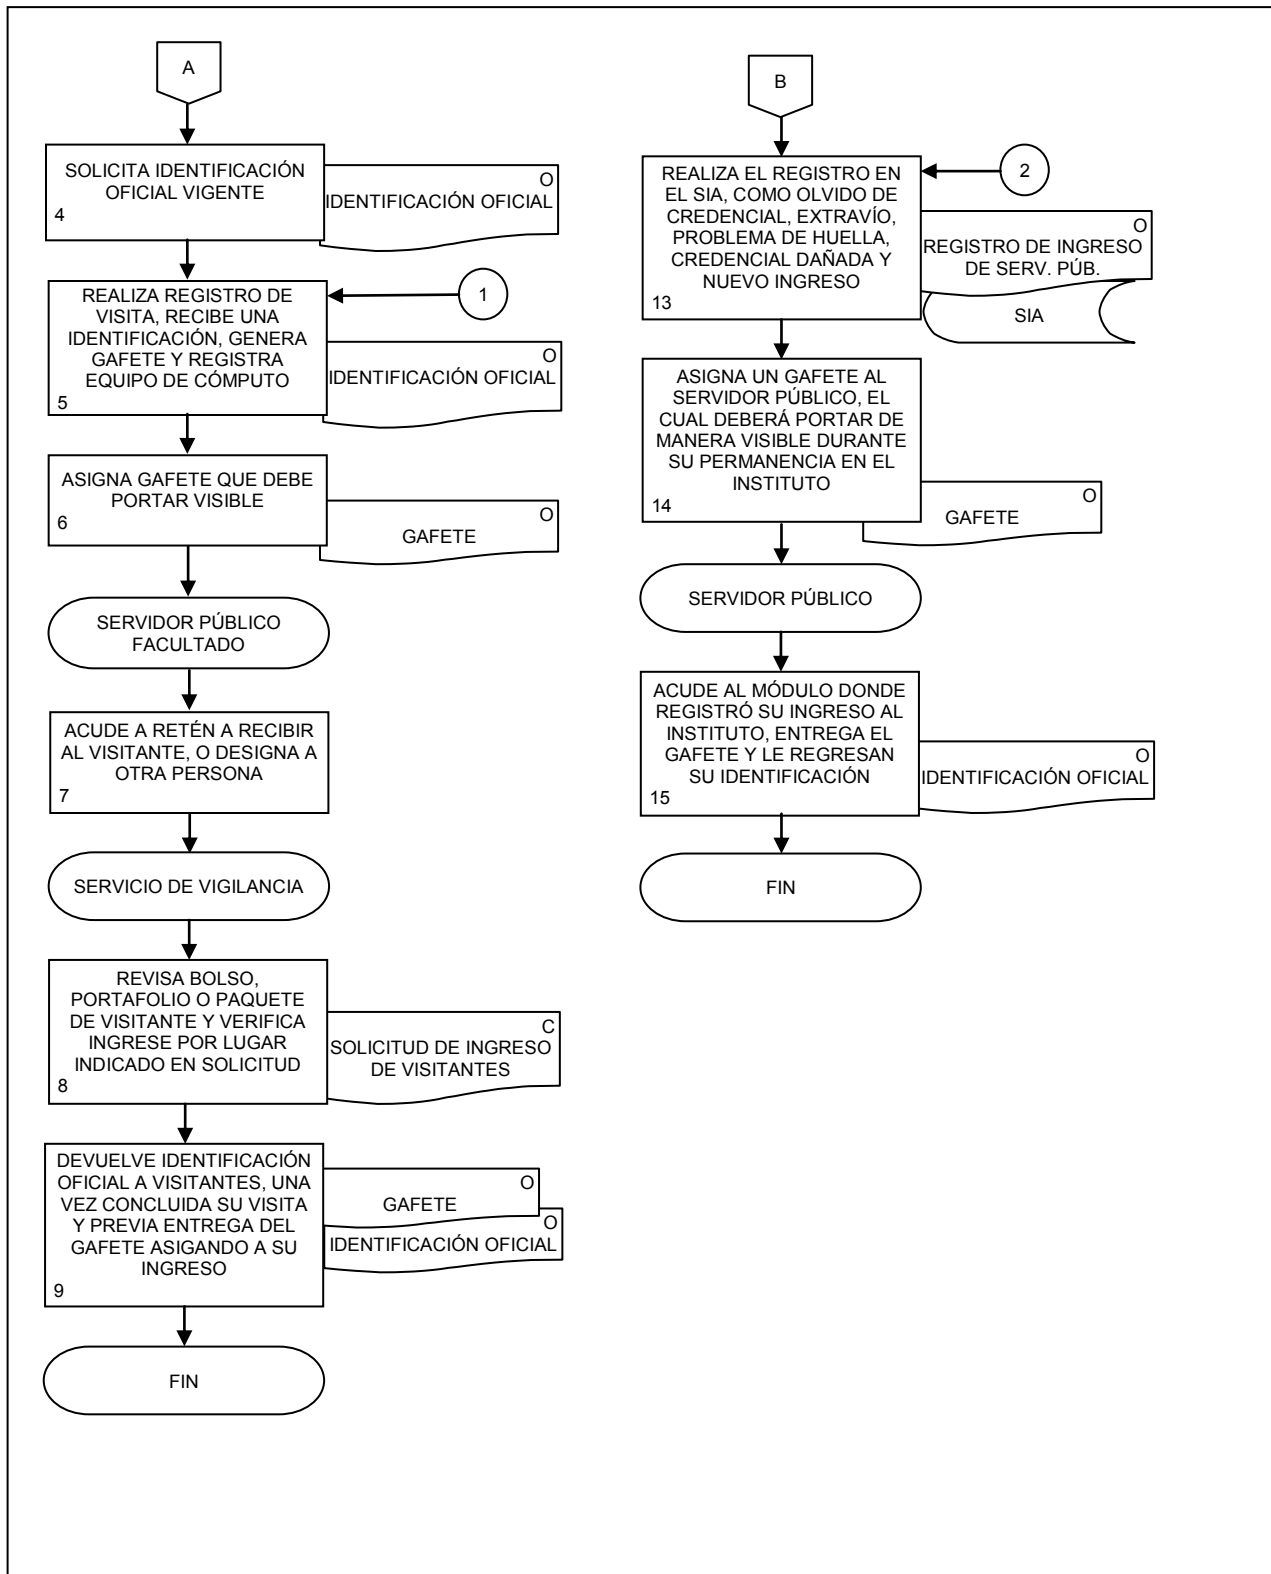 A
SOLICITA IDENTIFICACIÓN
OFICIAL VIGENTE
4
O
IDENTIFICACIÓN OFICIAL
1
REALIZA REGISTRO DE
VISITA, RECIBE UNA
IDENTIFICACIÓN, GENERA
GAFETE Y REGISTRA
EQUIPO DE CÓMPUTO
5
O
IDENTIFICACIÓN OFICIAL
ASIGNA GAFETE QUE DEBE
PORTAR VISIBLE
6
O
GAFETE
SERVIDOR PÚBLICO
FACULTADO
ACUDE A RETÉN A RECIBIR
AL VISITANTE, O DESIGNA A
OTRA PERSONA
7
SERVICIO DE VIGILANCIA
REVISA BOLSO,
PORTAFOLIO O PAQUETE
DE VISITANTE Y VERIFICA
INGRESE POR LUGAR
INDICADO EN SOLICITUD
8
C
SOLICITUD DE INGRESO
DE VISITANTES
DEVUELVE IDENTIFICACIÓN
OFICIAL A VISITANTES, UNA
VEZ CONCLUIDA SU VISITA
Y PREVIA ENTREGA DEL
GAFETE ASIGANDO A SU
INGRESO
9
O
GAFETE
O
IDENTIFICACIÓN OFICIAL
FIN
B
2
REALIZA EL REGISTRO EN
EL SIA, COMO OLVIDO DE
CREDENCIAL, EXTRAVÍO,
PROBLEMA DE HUELLA,
CREDENCIAL DAÑADA Y
NUEVO INGRESO
13
O
REGISTRO DE INGRESO
DE SERV. PÚB.
SIA
ASIGNA UN GAFETE AL
SERVIDOR PÚBLICO, EL
CUAL DEBERÁ PORTAR DE
MANERA VISIBLE DURANTE
SU PERMANENCIA EN EL
INSTITUTO
14
O
GAFETE
SERVIDOR PÚBLICO
ACUDE AL MÓDULO DONDE
REGISTRÓ SU INGRESO AL
INSTITUTO, ENTREGA EL
GAFETE Y LE REGRESAN
SU IDENTIFICACIÓN
15
O
IDENTIFICACIÓN OFICIAL
FIN